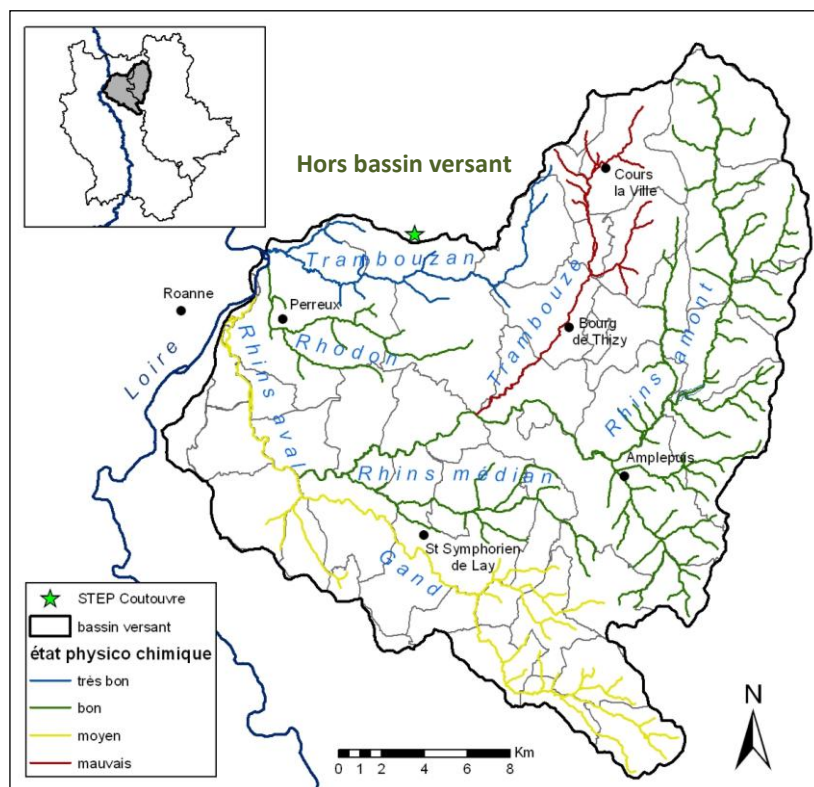 Hors bassin versant
Cours
la Ville
Trambouzan
Roanne
Perreux
Bourg
de Thizy
Trambouze
Rhodon
Loire
Rhins amont
Rhins aval
Amplepuis
Rhins médian
St Symphorien
de Lay
Gand
STEP Coutouvre
bassin versant
état physico chimique
très bon
bon
moyen
mauvais
N
Km
0 1 2 4 6 8